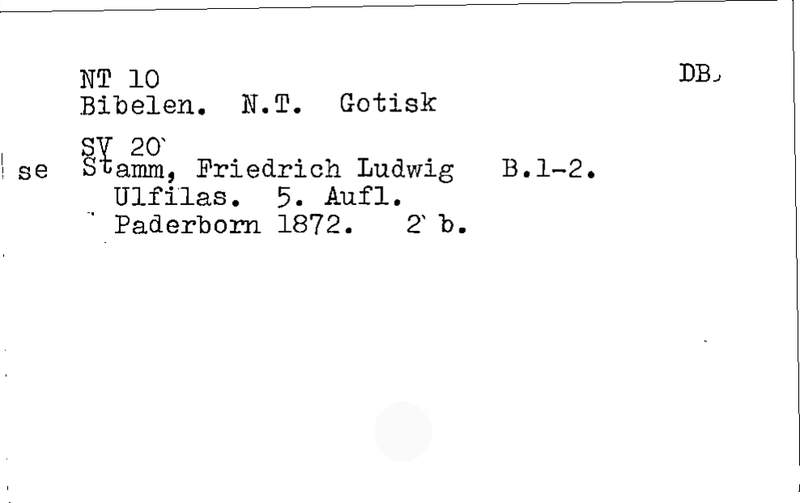 NT 10 DB
Bibelen. N.T. Gotisk
SV 20
se Stamm, Friedrich Ludwig B.1-2.
Ulfilas. 5. Aufl.
Paderborn 1872. 2 b.